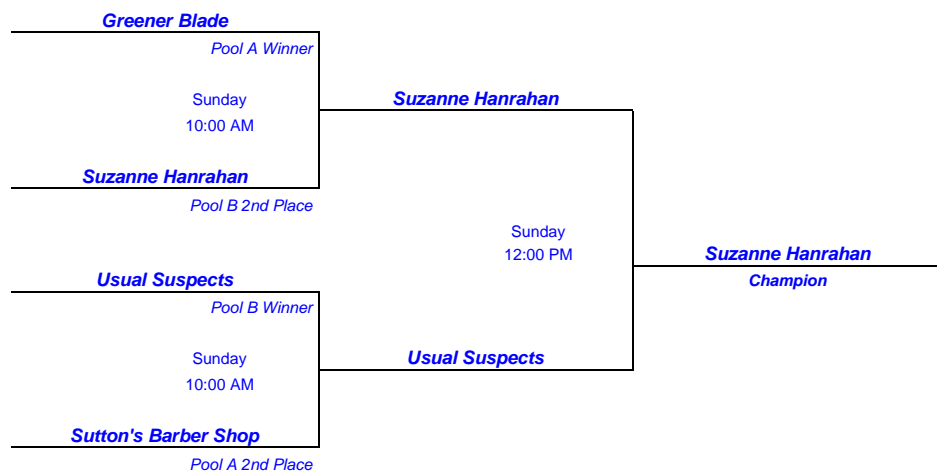 Greener Blade
Pool A Winner
Sunday
10:00 AM
Suzanne Hanrahan
Suzanne Hanrahan
Pool B 2nd Place
Sunday
12:00 PM
Suzanne Hanrahan
Champion
Usual Suspects
Pool B Winner
Sunday
10:00 AM
Usual Suspects
Sutton's Barber Shop
Pool A 2nd Place